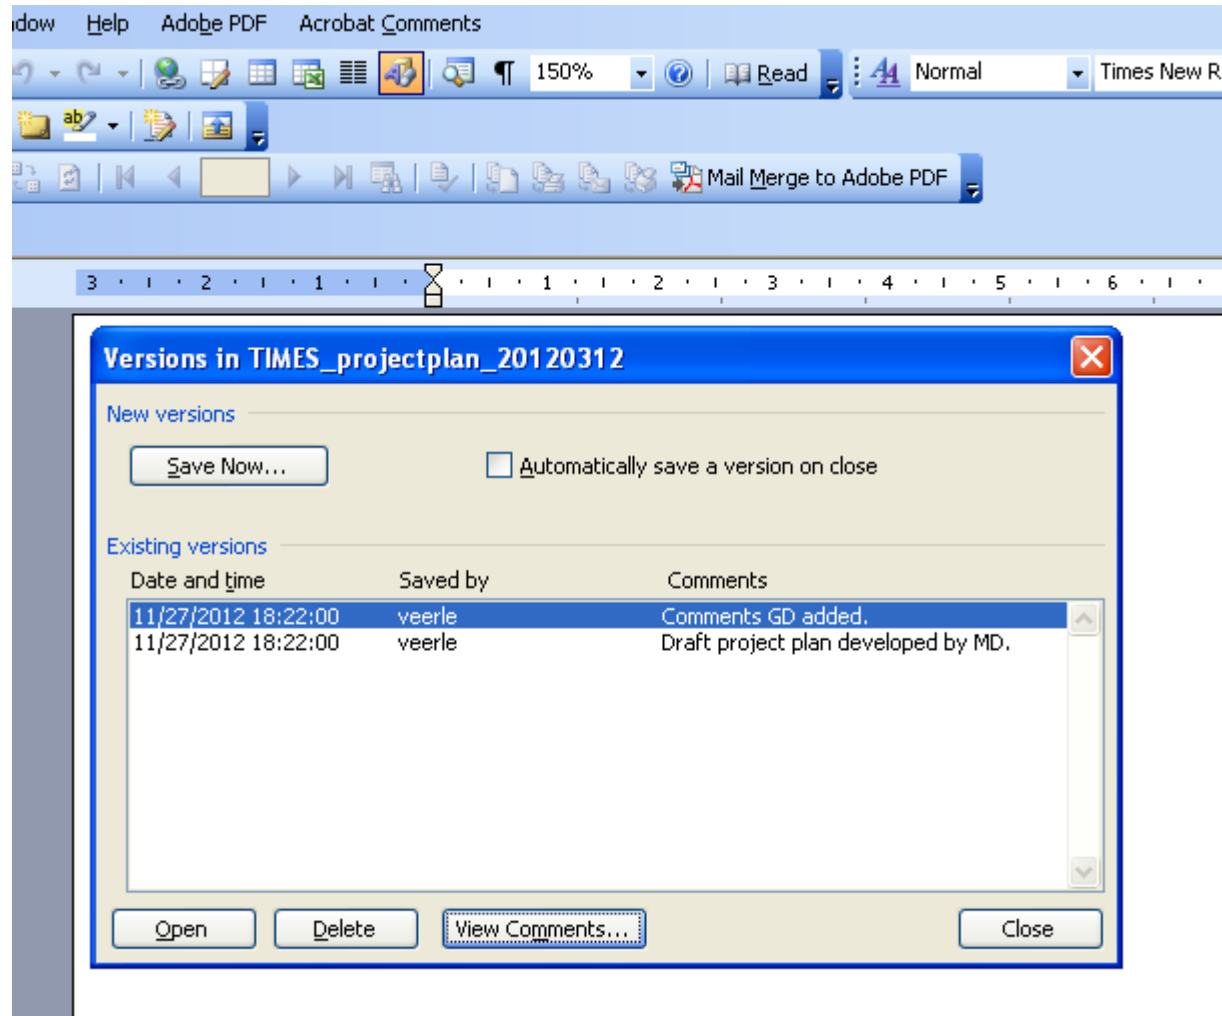 Help Adobe PDF Acrobat Comments
150% Read Normal Times New R
Mail Merge to Adobe PDF
3 2 1 1 2 3 4 5 6
Versions in TIMES_projectplan_20120312
New versions
Save Now... Automatically save a version on close
Existing versions
Date and time Saved by Comments
11/27/2012 18:22:00 veerle Comments GD added.
11/27/2012 18:22:00 veerle Draft project plan developed by MD.
Open Delete View Comments... Close